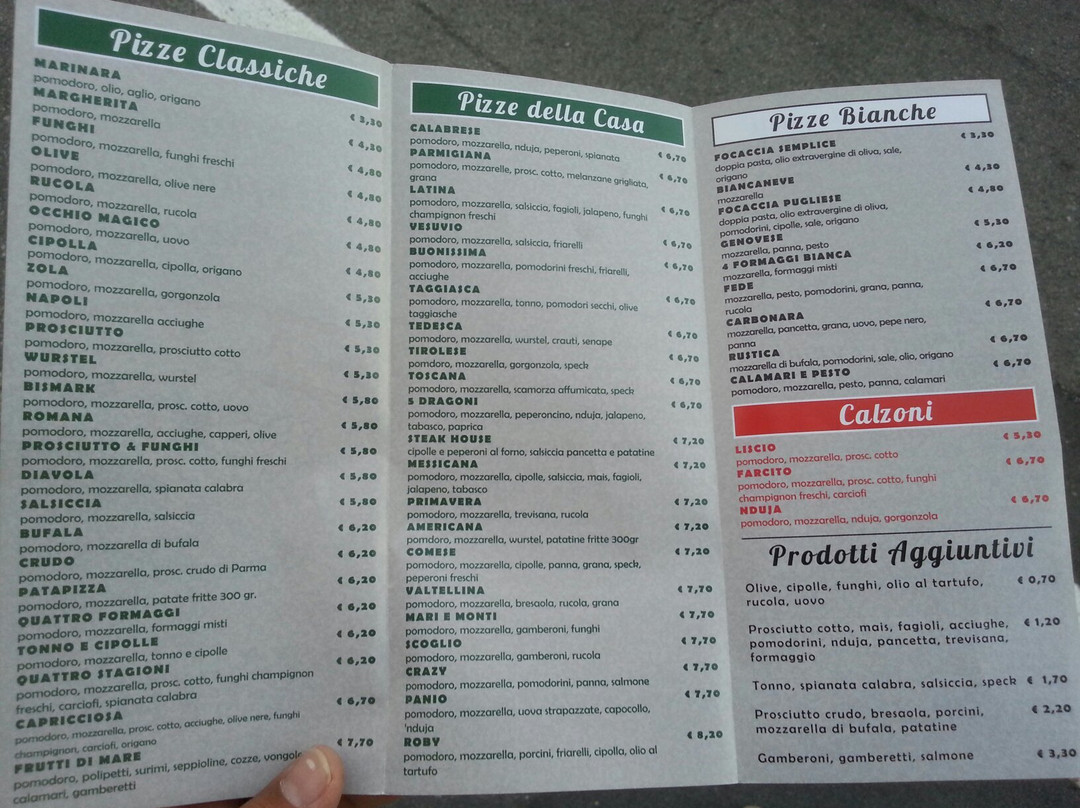 Pizze Classiche
MARINARA
pomodoro, olio, aglio, origano € 3,30
MARGHERITA
pomodoro, mozzarella € 4,30
FUNGHI
pomodoro, mozzarella, funghi freschi € 4,80
OLIVE
pomodoro, mozzarella, olive nere € 4,80
RUCOLA
pomodoro, mozzarella, rucola € 4,80
OCCHIO MAGICO
pomodoro, mozzarella, uovo € 4,80
CIPOLLA
pomodoro, mozzarella, cipolla, origano € 4,80
ZOLA
pomodoro, mozzarella, gorgonzola € 5,30
NAPOLI
pomodoro, mozzarella acciughe € 5,30
PROSCIUTTO
pomodoro, mozzarella, prosciutto cotto € 5,30
WURSTEL
pomodoro, mozzarella, wurstel € 5,30
BISMARK
pomodoro, mozzarella, prosc. cotto, uovo € 5,80
ROMANA
pomodoro, mozzarella, acciughe, capperi, olive € 5,80
PROSCIUTTO & FUNGHI
pomodoro, mozzarella, prosc. cotto, funghi freschi € 5,80
DIAVOLA
pomodoro, mozzarella, spianata calabra € 5,80
SALSICCIA
pomodoro, mozzarella, salsiccia € 5,80
BUFALA
pomodoro, mozzarella di bufala € 6,20
CRUDO
pomodoro, mozzarella, prosc. crudo di Parma € 6,20
PATAPIZZA
pomodoro, mozzarella, patate fritte 300 gr. € 6,20
QUATTRO FORMAGGI
pomodoro, mozzarella, formaggi misti € 6,20
TONNO E CIPOLLE
pomodoro, mozzarella, tonno e cipolle € 6,20
QUATTRO STAGIONI
pomodoro, mozzarella, prosc. cotto, funghi champignon € 6,20
freschi, carciofi, spianata calabra
CAPRICCIOSA
pomodoro, mozzarella, prosc. cotto, acciughe, olive nere, funghi € 6,70
champignon, carciofi, origano
FRUTTI DI MARE
pomodoro, polipetti, surimi, seppioline, cozze, vongole € 7,70
calamari, gamberetti
Pizze della Casa
CALABRESE
pomodoro, mozzarella, nduja, peperoni, spianata € 6,70
PARMIGIANA
pomodoro, mozzarelle, prosc. cotto, melanzane grigliata, € 6,70
grana
LATINA
pomodoro, mozzarella, salsiccia, fagioli, jalapeno, funghi € 6,70
champignon freschi
VESUVIO
pomodoro, mozzarella, salsiccia, friarelli € 6,70
BUONISSIMA
pomodoro, mozzarella, pomodorini freschi, friarelli, € 6,70
acciughe
TAGGIASCA
pomodoro, mozzarella, tonno, pomodori secchi, olive € 6,70
taggiasche
TEDESCA
pomodoro, mozzarella, wurstel, crauti, senape € 6,70
TIROLESE
pomdoro, mozzarella, gorgonzola, speck € 6,70
TOSCANA
pomodoro, mozzarella, scamorza affumicata, speck € 6,70
5 DRAGONI
pomodoro, mozzarella, peperoncino, nduja, jalapeno, € 6,70
tabasco, paprica
STEAK HOUSE
cipolle e peperoni al forno, salsiccia pancetta e patatine € 7,20
MESSICANA
pomodoro, mozzarella, cipolle, salsiccia, mais, fagioli, € 7,20
jalapeno, tabasco
PRIMAVERA
pomodoro, mozzarella, trevisana, rucola € 7,20
AMERICANA
pomdoro, mozzarella, wurstel, patatine fritte 300gr € 7,20
COMESE
pomodoro, mozzarella, cipolle, panna, grana, speck, € 7,20
peperoni freschi
VALTELLINA
pomodoro, mozzarella, bresaola, rucola, grana € 7,70
MARI E MONTI
pomodoro, mozzarella, gamberoni, funghi € 7,70
SCOGLIO
pomodoro, mozzarella, gamberoni, rucola € 7,70
CRAZY
pomodoro, mozzarella, pomodorini, panna, salmone € 7,70
PANIO
pomodoro, mozzarella, uova strapazzate, capocollo, € 7,70
'nduja
ROBY
pomodoro, mozzarella, porcini, friarelli, cipolla, olio al € 8,20
tartufo
Pizze Bianche
FOCACCIA SEMPLICE € 3,30
doppia pasta, olio extravergine di oliva, sale,
origano
BIANCANEVE € 4,30
mozzarella
FOCACCIA PUGLIESE € 4,80
doppia pasta, olio extravergine di oliva,
pomodorini, cipolle, sale, origano
GENOVESE € 5,30
mozzarella, panna, pesto
4 FORMAGGI BIANCA € 6,20
mozzarella, formaggi misti
FEDE € 6,70
mozzarella, pesto, pomodorini, grana, panna,
rucola
CARBONARA € 6,70
mozzarella, pancetta, grana, uovo, pepe nero,
panna
RUSTICA € 6,70
mozzarella di bufala, pomodorini, sale, olio, origano
CALAMARI E PESTO € 6,70
pomodoro, mozzarella, pesto, panna, calamari
Calzoni
LISCIO € 5,30
pomodoro, mozzarella, prosc. cotto
FARCITO € 6,70
pomodoro, mozzarella, prosc. cotto, funghi
champignon freschi, carciofi
NDUJA € 6,70
pomodoro, mozzarella, nduja, gorgonzola
Prodotti Aggiuntivi
Olive, cipolle, funghi, olio al tartufo, € 0,70
rucola, uovo
Prosciutto cotto, mais, fagioli, acciughe, € 1,20
pomodorini, nduja, pancetta, trevisana,
formaggio
Tonno, spianata calabra, salsiccia, speck € 1,70
Prosciutto crudo, bresaola, porcini, € 2,20
mozzarella di bufala, patatine
Gamberoni, gamberetti, salmone € 3,30